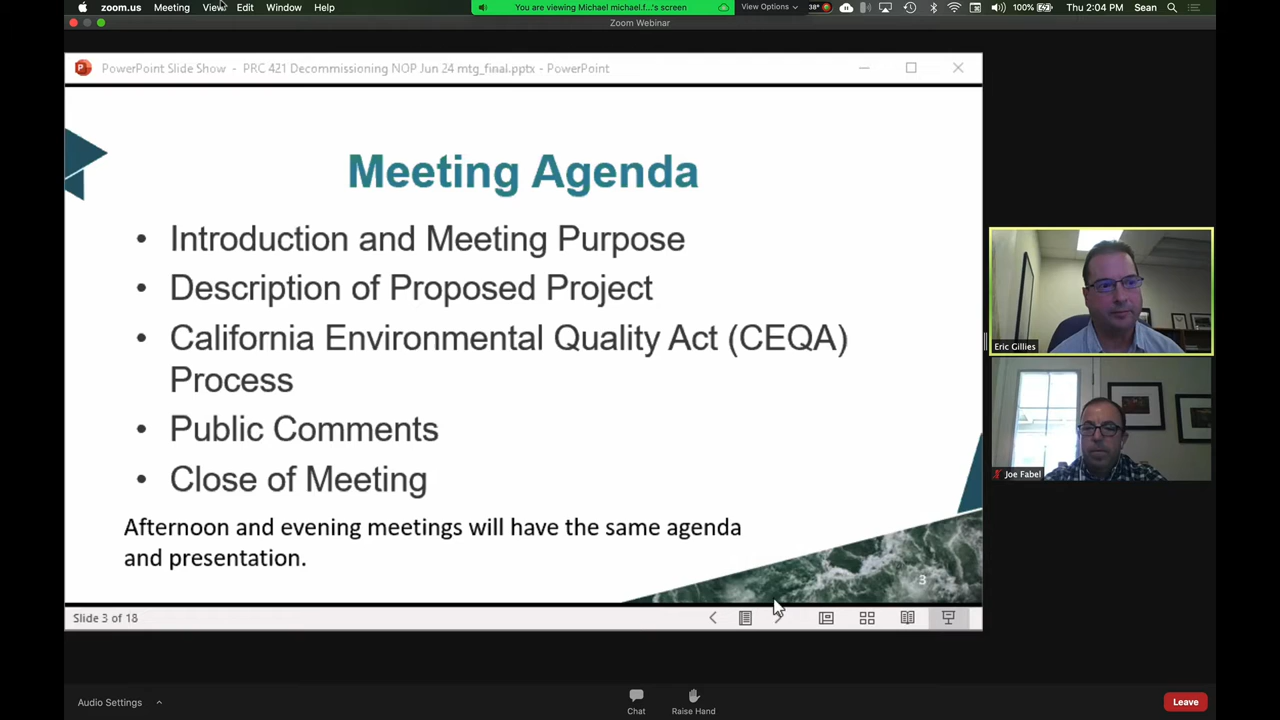 zoom.us Meeting View Edit Window Help
You are viewing Michael michael.f...'s screen
View Options
38°
100%
Thu 2:04 PM Sean
Zoom Webinar
PowerPoint Slide Show - PRC 421 Decommissioning NOP Jun 24 mtg_final.pptx - PowerPoint
Meeting Agenda
• Introduction and Meeting Purpose
• Description of Proposed Project
• California Environmental Quality Act (CEQA)
Process
• Public Comments
• Close of Meeting
Afternoon and evening meetings will have the same agenda
and presentation.
3
Slide 3 of 18
Eric Gillies
Joe Fabel
Audio Settings
Chat
Raise Hand
Leave